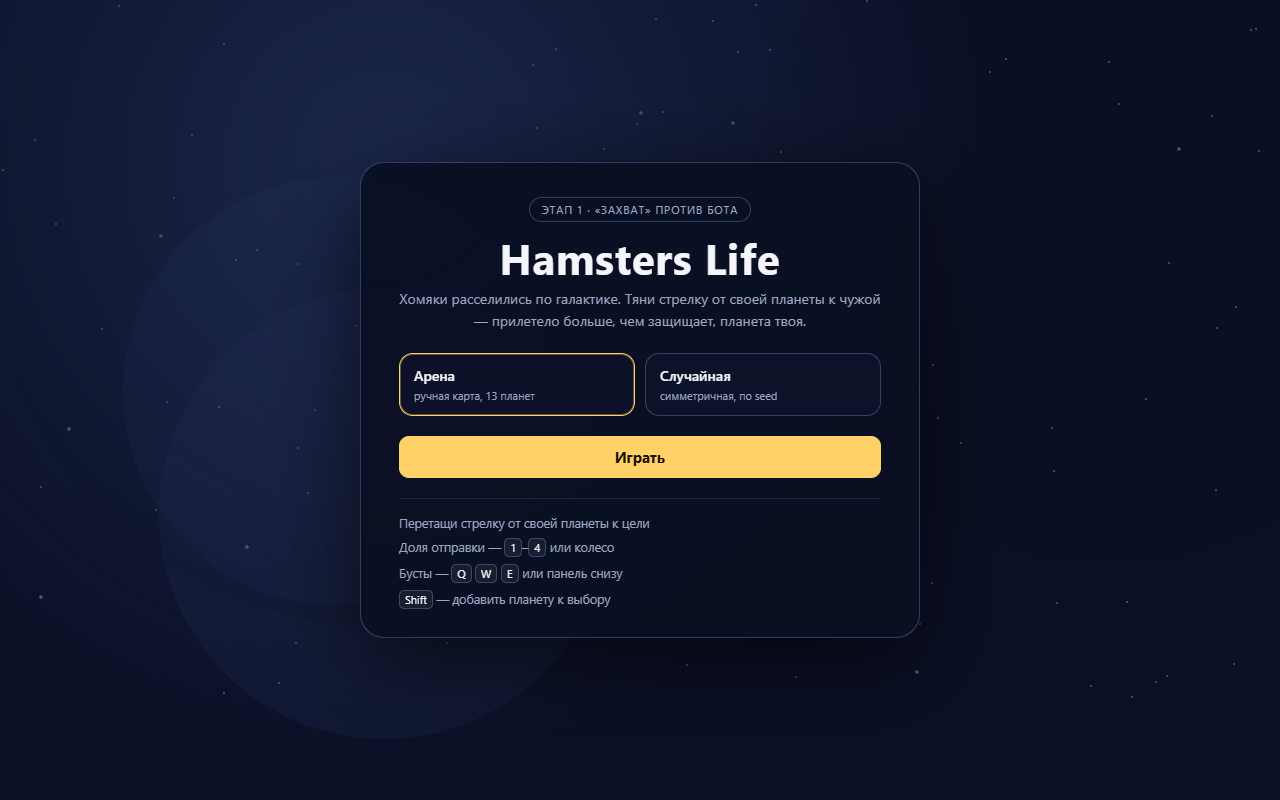 ЭТАП 1 · «ЗАХВАТ» ПРОТИВ БОТА
Hamsters Life
Хомяки расселились по галактике. Тяни стрелку от своей планеты к чужой
— прилетело больше, чем защищает, планета твоя.
Арена
ручная карта, 13 планет
Случайная
симметричная, по seed
Играть
Перетащи стрелку от своей планеты к цели
Доля отправки — 1–4 или колесо
Бусты — Q W E или панель снизу
Shift — добавить планету к выбору